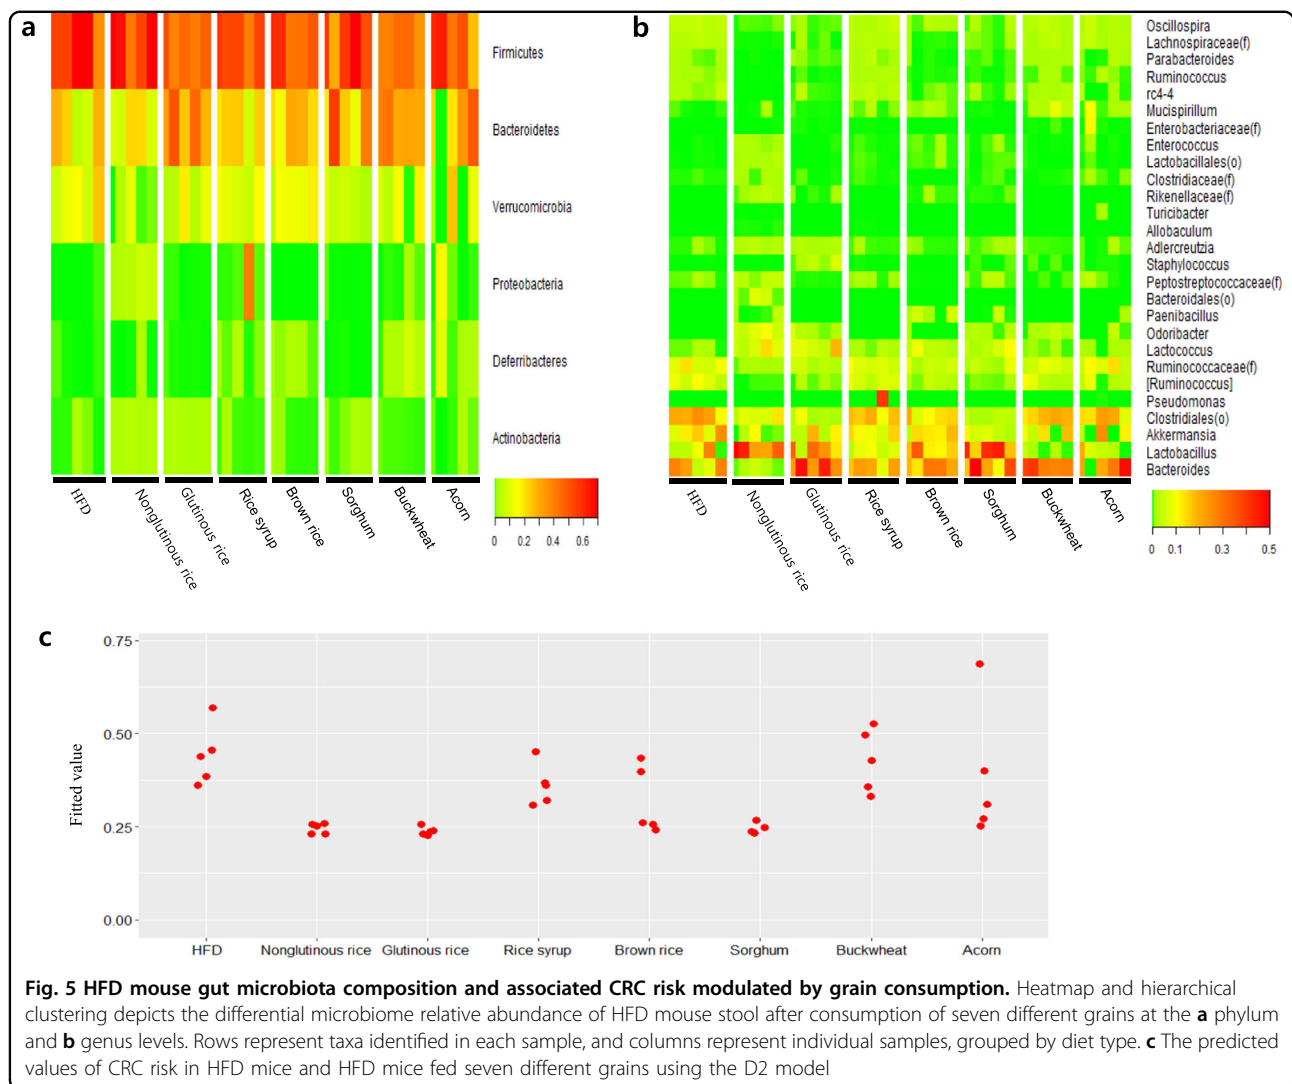 a
Firmicutes
Bacteroidetes
Verrucomicrobia
Proteobacteria
Deferribacteres
Actinobacteria
HFD
Nonglutinous rice
Glutinous rice
Rice syrup
Brown rice
Sorghum
Buckwheat
Acorn
0 0.2 0.4 0.6
b
Oscillospira
Lachnospiraceae(f)
Parabacteroides
Ruminococcus
rc4-4
Mucispirillum
Enterobacteriaceae(f)
Enterococcus
Lactobacillales(o)
Clostridiaceae(f)
Rikenellaceae(f)
Turicibacter
Allobaculum
Adlercreutzia
Staphylococcus
Peptostreptococcaceae(f)
Bacteroidales(o)
Paenibacillus
Odoribacter
Lactococcus
Ruminococcaceae(f)
[Ruminococcus]
Pseudomonas
Clostridiales(o)
Akkermansia
Lactobacillus
Bacteroides
HFD
Nonglutinous rice
Glutinous rice
Rice syrup
Brown rice
Sorghum
Buckwheat
Acorn
0 0.1 0.3 0.5
c
Fitted value
0.75
0.50
0.25
0.00
HFD Nonglutinous rice Glutinous rice Rice syrup Brown rice Sorghum Buckwheat Acorn
Fig. 5 HFD mouse gut microbiota composition and associated CRC risk modulated by grain consumption. Heatmap and hierarchical
clustering depicts the differential microbiome relative abundance of HFD mouse stool after consumption of seven different grains at the a phylum
and b genus levels. Rows represent taxa identified in each sample, and columns represent individual samples, grouped by diet type. c The predicted
values of CRC risk in HFD mice and HFD mice fed seven different grains using the D2 model